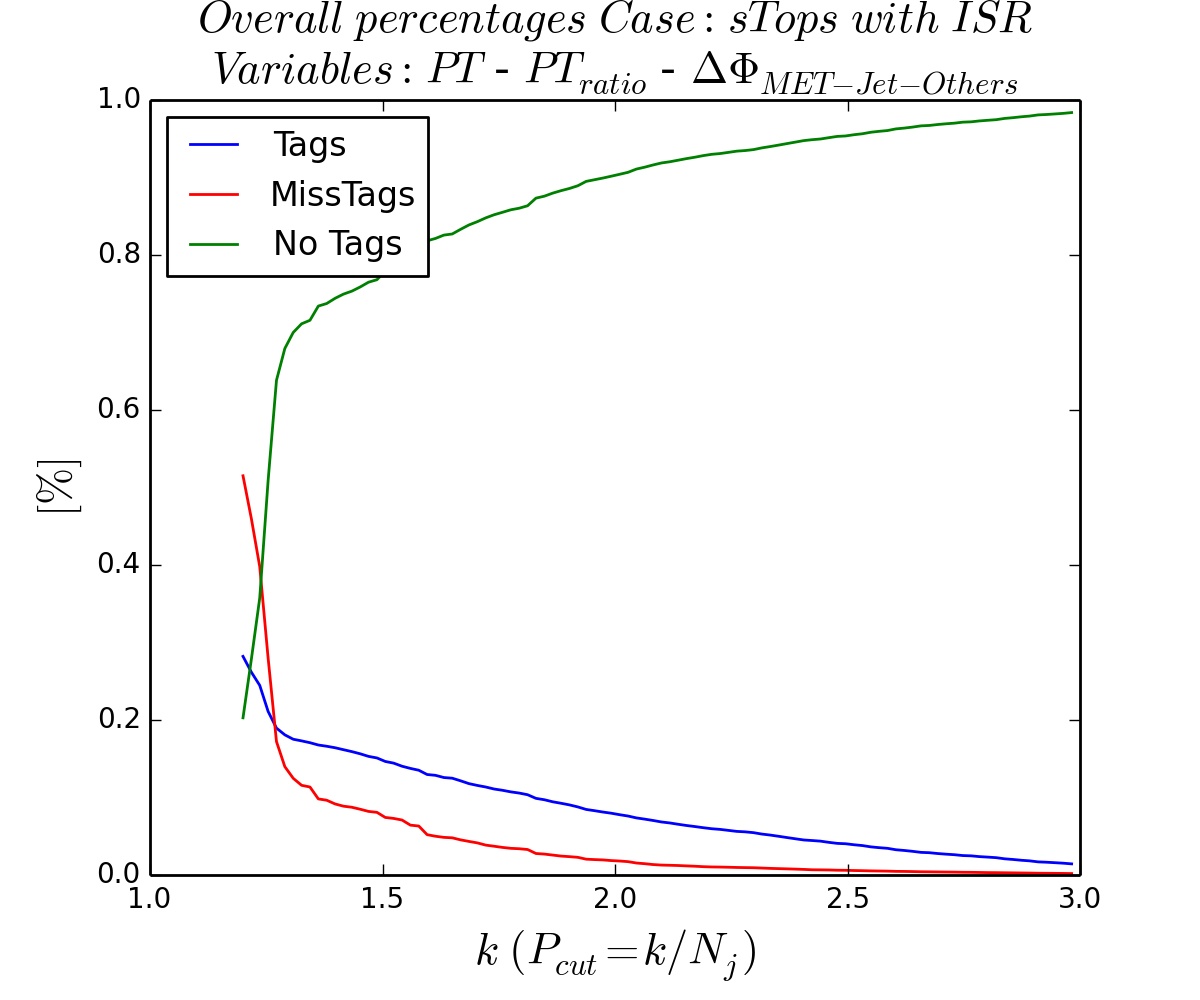 Overall percentages Case: sTops with ISR
Variables: PT - PT_ratio - ΔΦ_MET−Jet−Others
1.0
Tags
MissTags
No Tags
0.8
0.6
[%]
0.4
0.2
0.0
1.0 1.5 2.0 2.5 3.0
k (P_cut = k/N_j)